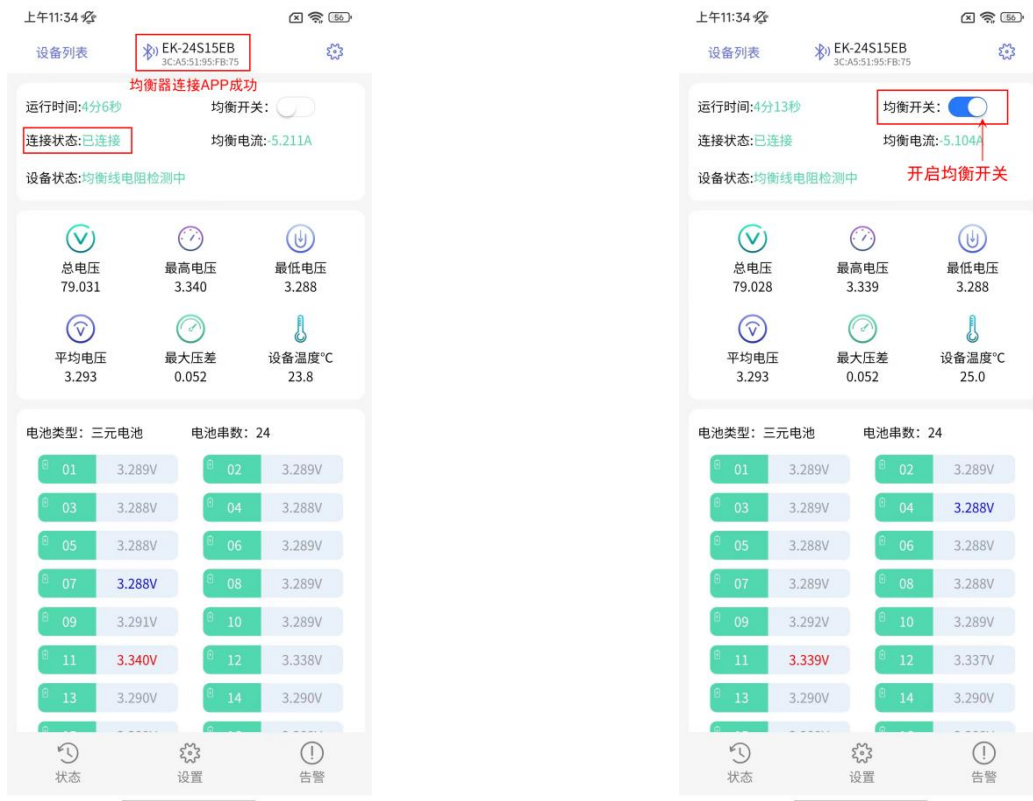 上午11:34
56
设备列表
EK-24S15EB
3C:A5:51:95:FB:75
均衡器连接APP成功
运行时间:4分6秒
均衡开关:
连接状态:已连接
均衡电流:-5.211A
设备状态:均衡线电阻检测中
总电压
最高电压
最低电压
79.031
3.340
3.288
平均电压
最大压差
设备温度℃
3.293
0.052
23.8
电池类型: 三元电池
电池串数: 24
01 3.289V
02 3.289V
03 3.288V
04 3.288V
05 3.288V
06 3.289V
07 3.288V
08 3.289V
09 3.291V
10 3.289V
11 3.340V
12 3.338V
13 3.290V
14 3.290V
状态
设置
告警
上午11:34
56
设备列表
EK-24S15EB
3C:A5:51:95:FB:75
运行时间:4分13秒
均衡开关:
连接状态:已连接
均衡电流:-5.104A
设备状态:均衡线电阻检测中
开启均衡开关
总电压
最高电压
最低电压
79.028
3.339
3.288
平均电压
最大压差
设备温度℃
3.293
0.052
25.0
电池类型: 三元电池
电池串数: 24
01 3.289V
02 3.289V
03 3.289V
04 3.288V
05 3.288V
06 3.288V
07 3.289V
08 3.288V
09 3.292V
10 3.289V
11 3.339V
12 3.337V
13 3.290V
14 3.290V
状态
设置
告警